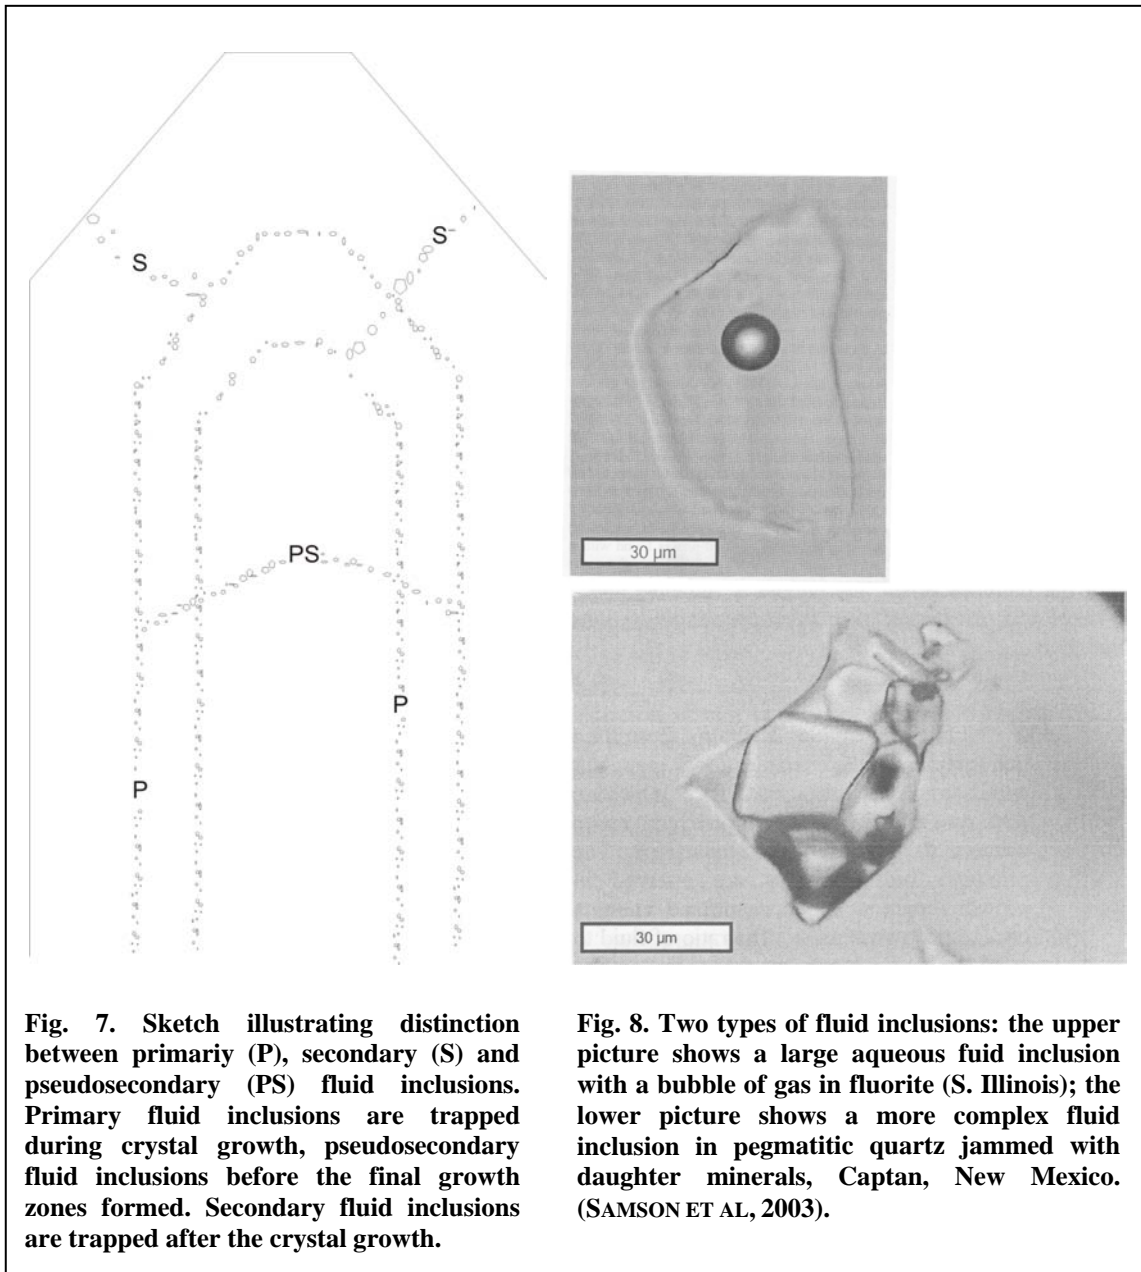 S
S
PS
P
P
30 µm
30 µm
Fig. 7. Sketch illustrating distinction
between primariy (P), secondary (S) and
pseudosecondary (PS) fluid inclusions.
Primary fluid inclusions are trapped
during crystal growth, pseudosecondary
fluid inclusions before the final growth
zones formed. Secondary fluid inclusions
are trapped after the crystal growth.
Fig. 8. Two types of fluid inclusions: the upper
picture shows a large aqueous fuid inclusion
with a bubble of gas in fluorite (S. Illinois); the
lower picture shows a more complex fluid
inclusion in pegmatitic quartz jammed with
daughter minerals, Captan, New Mexico.
(SAMSON ET AL, 2003).